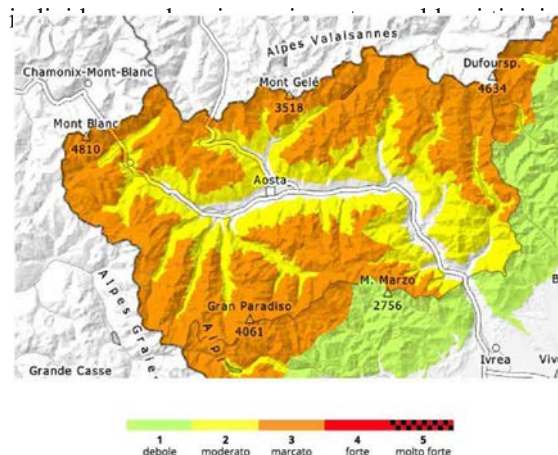 Alpes Valaisannes
Chamonix-Mont-Blanc
Dufoursp.
4634
Mont Gelé
3518
Mont Blanc
4810
Aosta
M. Marzo
2756
Alpes Graie
Gran Paradiso
4061
Alpi
Grande Casse
Ivrea
1 2 3 4 5
debole moderato marcato forte molto forte